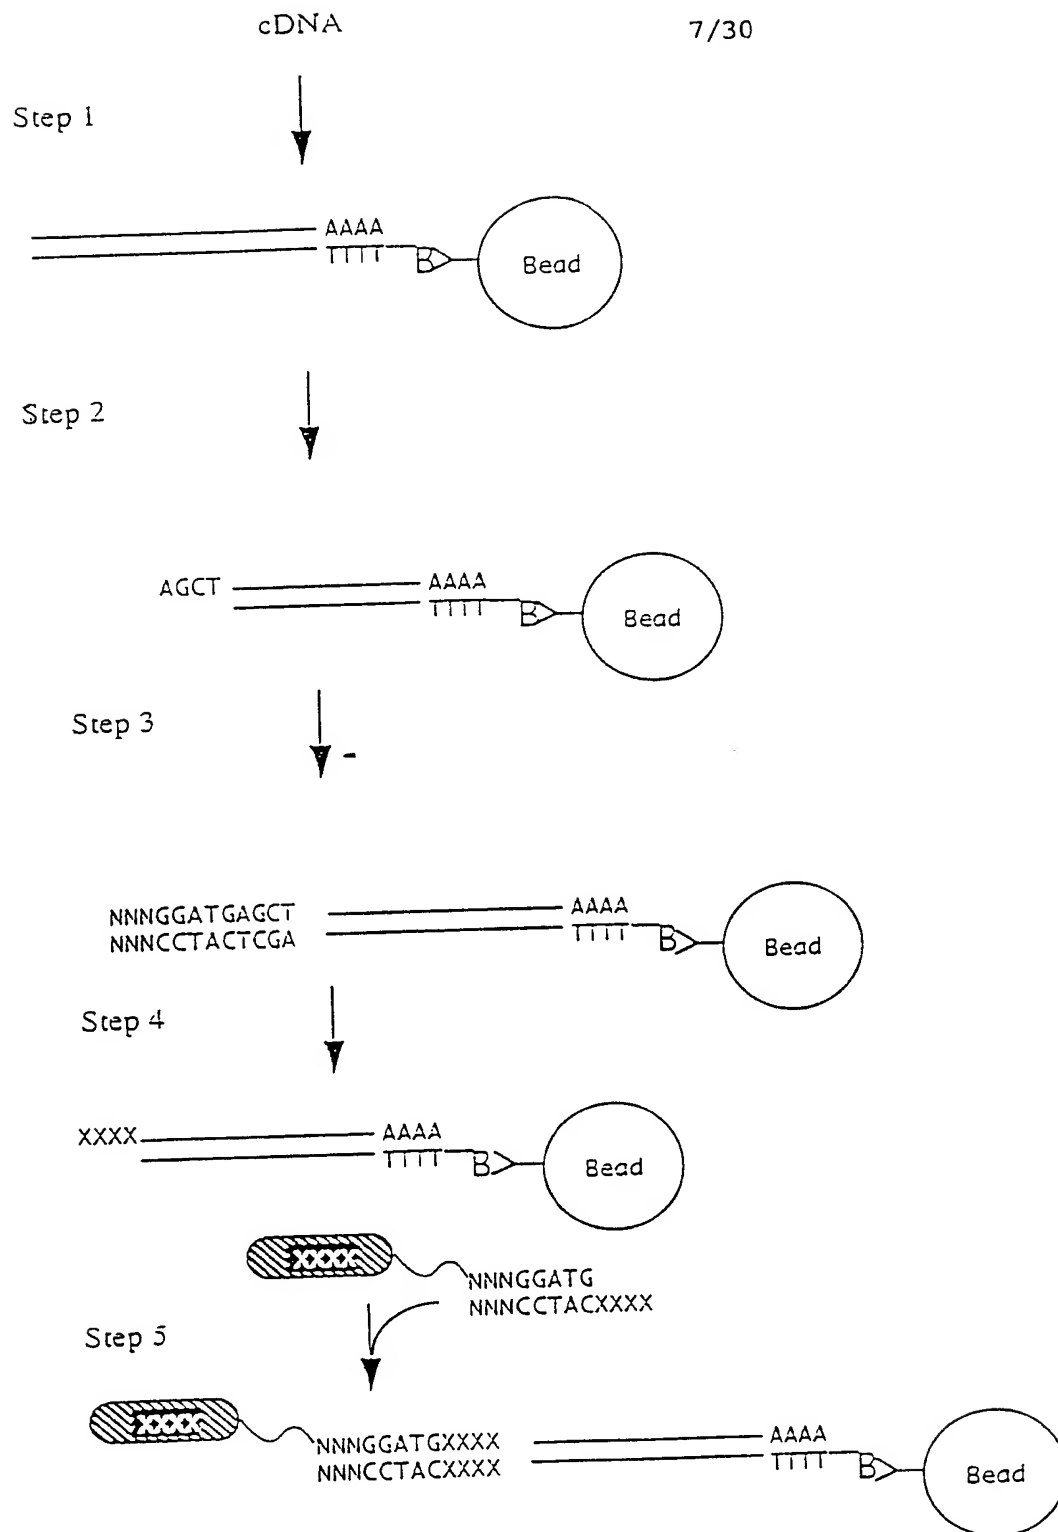 cDNA 7/30
Step 1
AAAA
TTTT B Bead
Step 2
AGCT AAAA
TTTT B Bead
Step 3
NNNGGATGAGCT AAAA
NNNCCTACTCGA TTTT B Bead
Step 4
XXXX AAAA
TTTT B Bead
XXXX
NNNGGATG
NNNCCTACXXXX
Step 5
XXXX
NNNGGATGXXXX AAAA
NNNCCTACXXXX TTTT B Bead